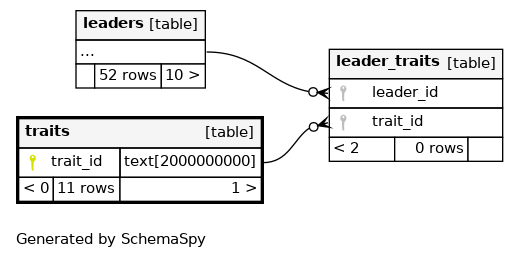 leaders [table]
...
52 rows 10 >
leader_traits [table]
leader_id
trait_id
< 2 0 rows
traits [table]
trait_id text[2000000000]
< 0 11 rows 1 >
Generated by SchemaSpy